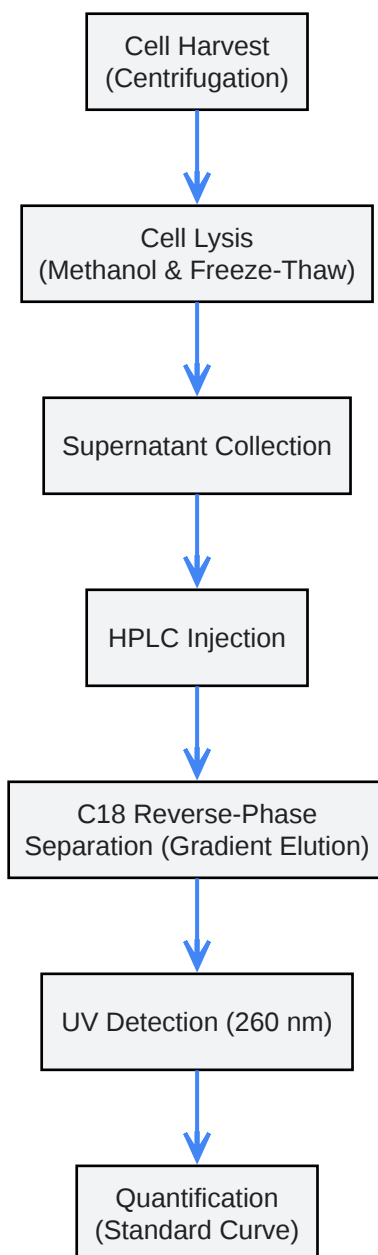 Cell Harvest
(Centrifugation)
Cell Lysis
(Methanol & Freeze-Thaw)
Supernatant Collection
HPLC Injection
C18 Reverse-Phase
Separation (Gradient Elution)
UV Detection (260 nm)
Quantification
(Standard Curve)